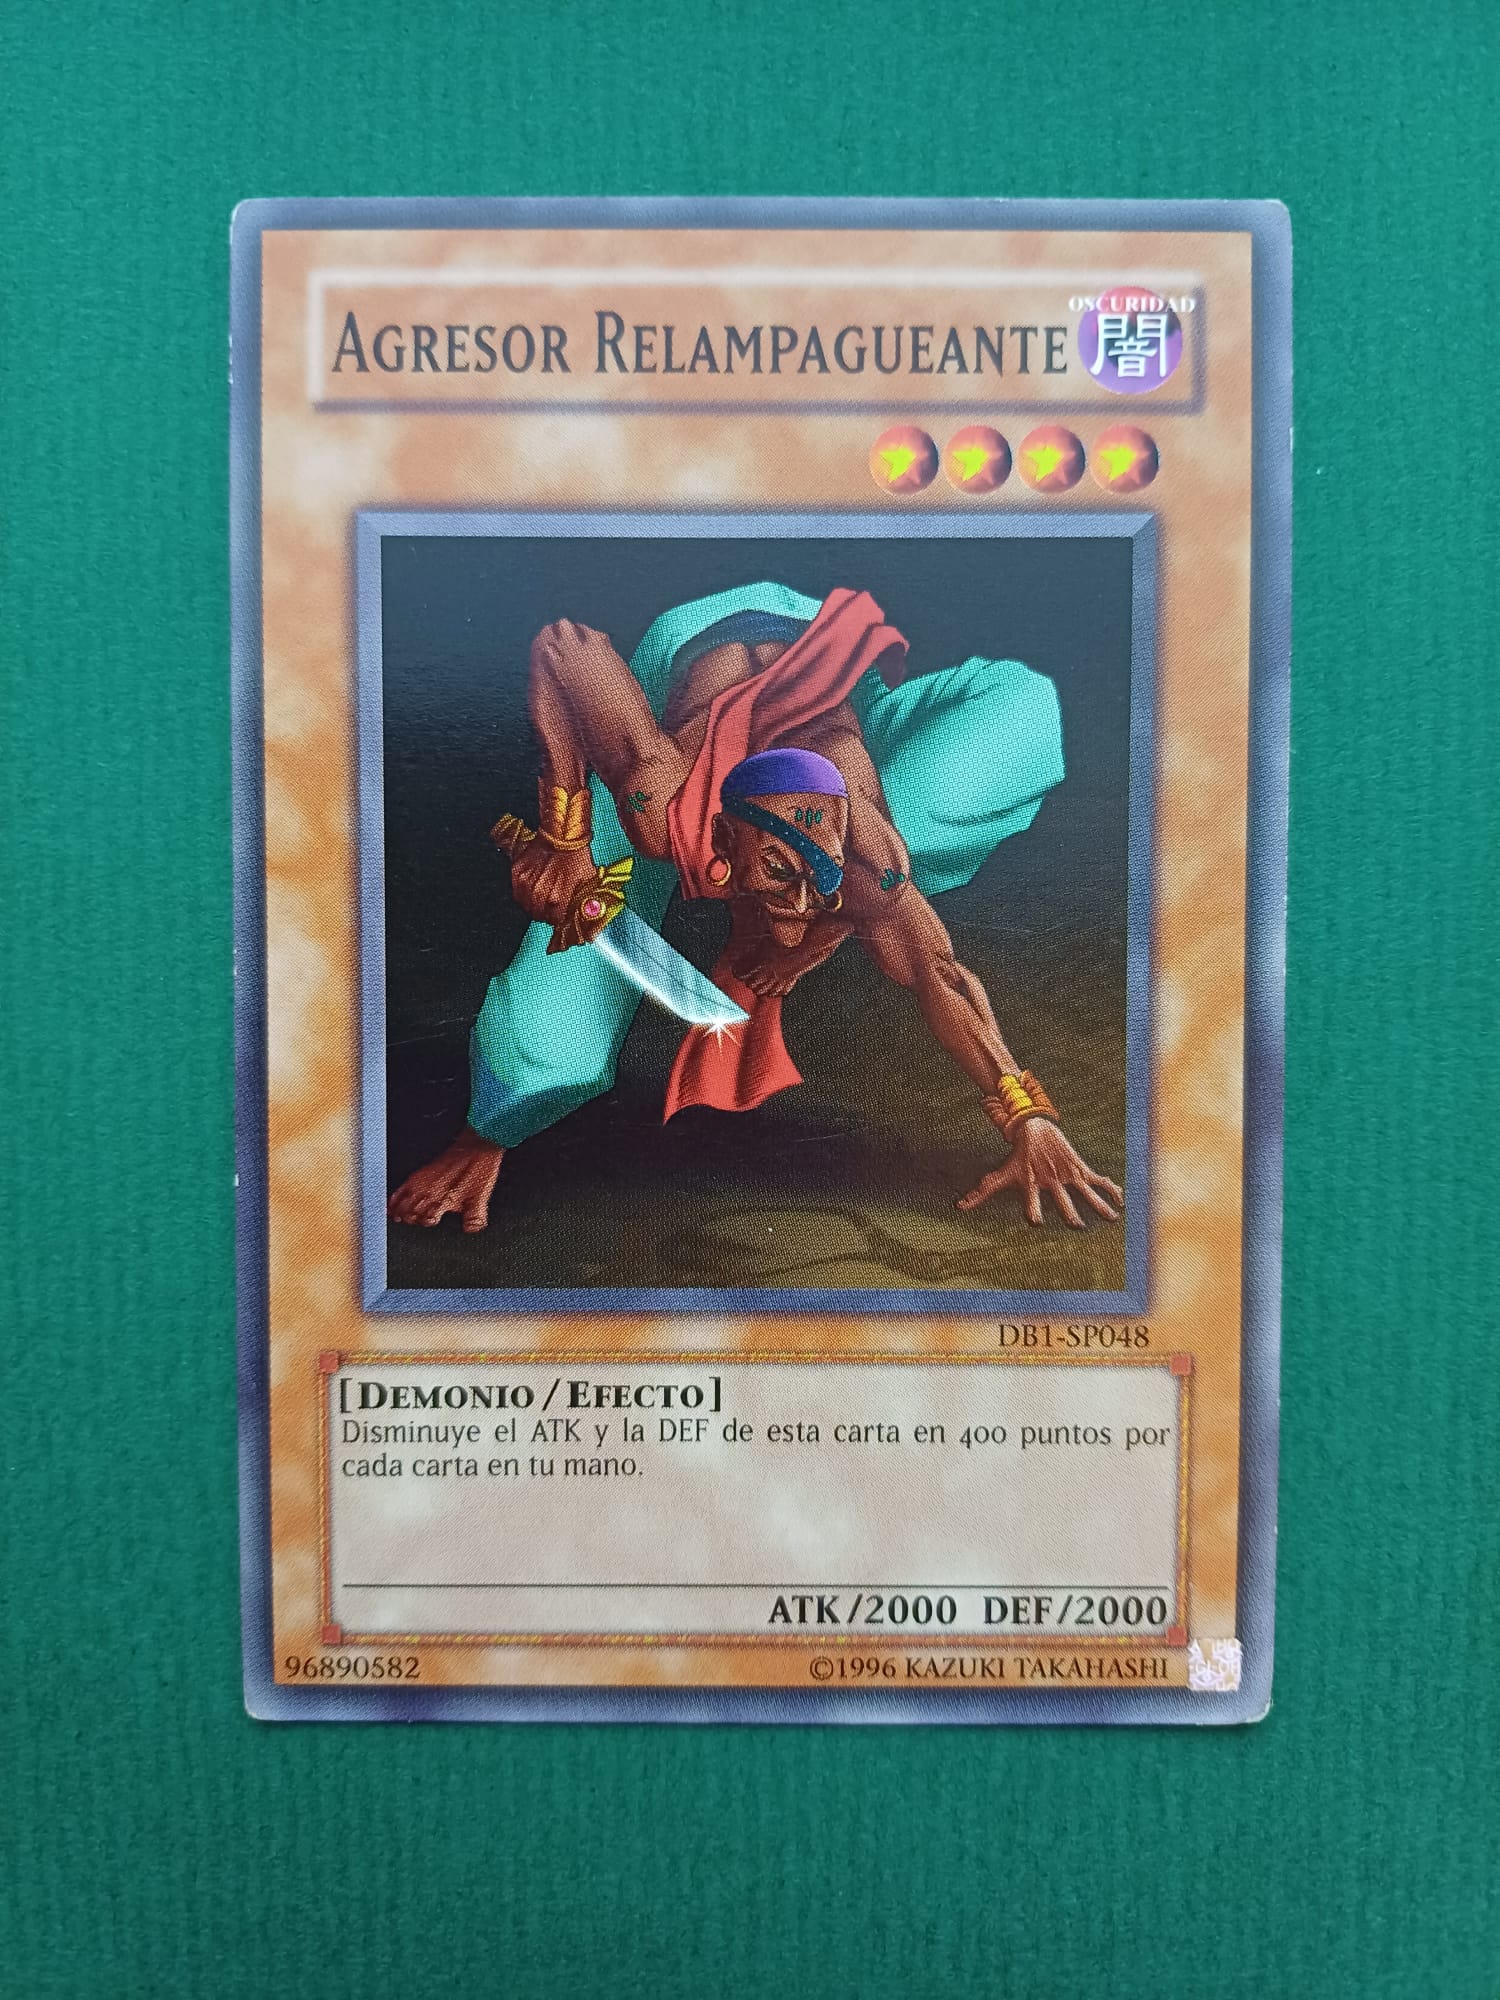 AGRESOR RELAMPAGUEANTE
OSCURIDAD
闇
DB1-SP048
[DEMONIO/EFECTO]
Disminuye el ATK y la DEF de esta carta en 400 puntos por
cada carta en tu mano.
ATK/2000 DEF/2000
96890582
©1996 KAZUKI TAKAHASHI